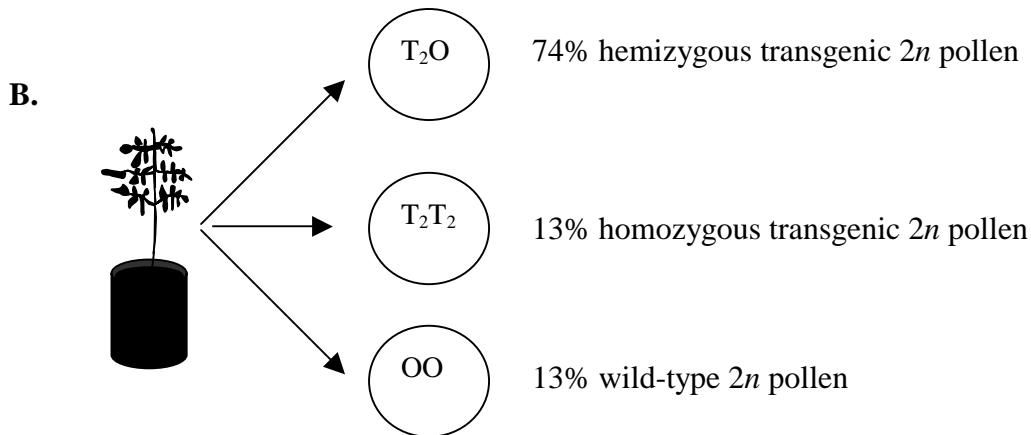 T₂O 74% hemizygous transgenic 2n pollen
B.
T₂T₂ 13% homozygous transgenic 2n pollen
OO 13% wild-type 2n pollen